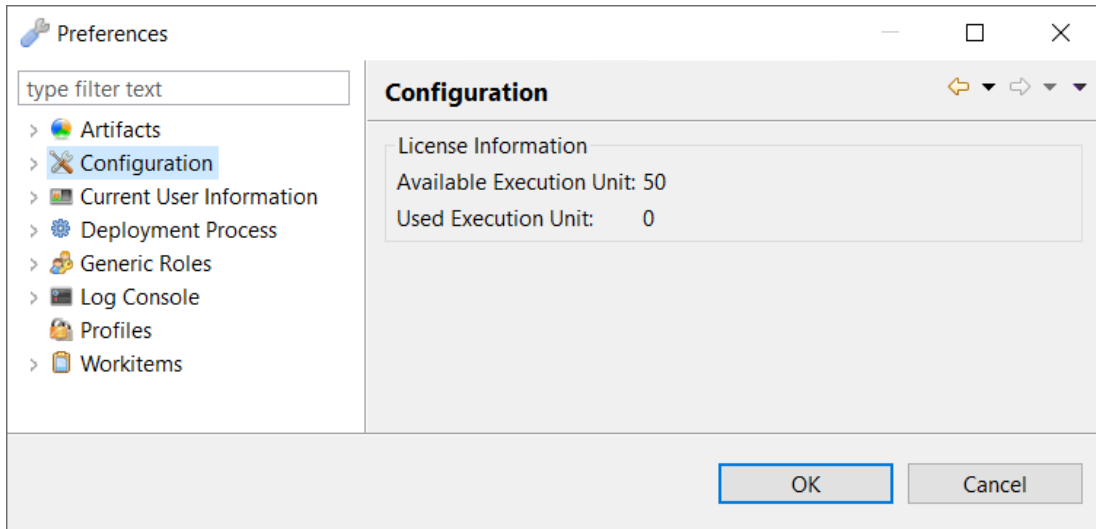 Preferences
type filter text
Artifacts
Configuration
Current User Information
Deployment Process
Generic Roles
Log Console
Profiles
Workitems
Configuration
License Information
Available Execution Unit: 50
Used Execution Unit: 0
OK
Cancel